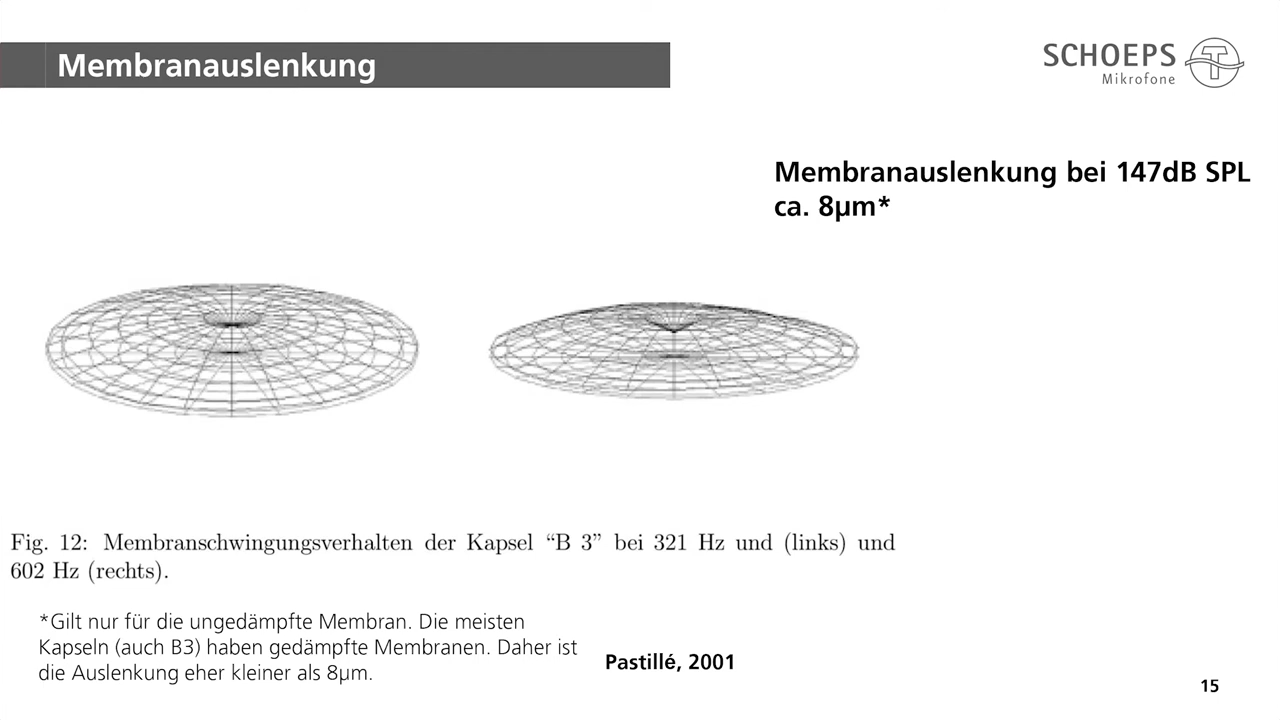 Membranauslenkung
SCHOEPS
Mikrofone
Membranauslenkung bei 147dB SPL
ca. 8µm*
Fig. 12: Membranschwingungsverhalten der Kapsel “B 3” bei 321 Hz und (links) und
602 Hz (rechts).
*Gilt nur für die ungedämpfte Membran. Die meisten
Kapseln (auch B3) haben gedämpfte Membranen. Daher ist
die Auslenkung eher kleiner als 8µm.
Pastillé, 2001
15